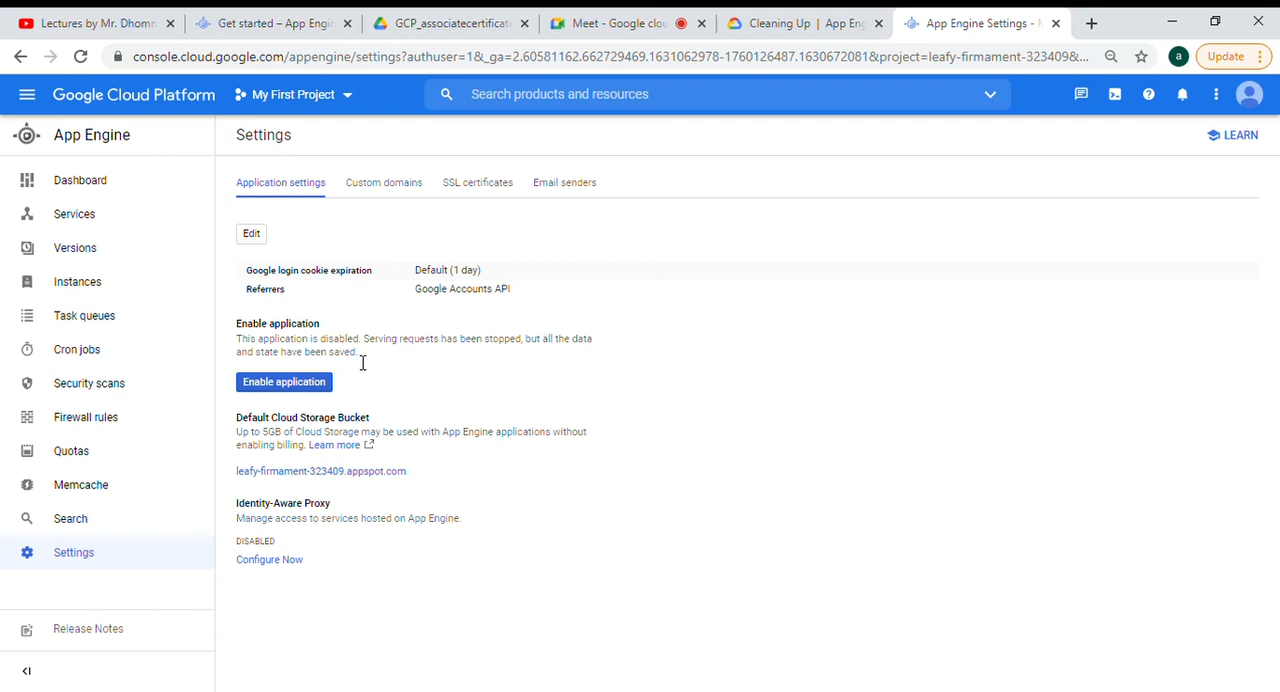 Lectures by Mr. Dhomn
Get started – App Engin
GCP_associatecertificate
Meet - Google clou
Cleaning Up | App Eng
App Engine Settings - M
console.cloud.google.com/appengine/settings?authuser=1&_ga=2.60581162.662729469.1631062978-1760126487.1630672081&project=leafy-firmament-323409&...
a
Update
Google Cloud Platform
My First Project
Search products and resources
App Engine
Settings
LEARN
Dashboard
Services
Versions
Instances
Task queues
Cron jobs
Security scans
Firewall rules
Quotas
Memcache
Search
Settings
Release Notes
Application settings
Custom domains
SSL certificates
Email senders
Edit
Google login cookie expiration Default (1 day)
Referrers Google Accounts API
Enable application
This application is disabled. Serving requests has been stopped, but all the data
and state have been saved.
Enable application
Default Cloud Storage Bucket
Up to 5GB of Cloud Storage may be used with App Engine applications without
enabling billing. Learn more
leafy-firmament-323409.appspot.com
Identity-Aware Proxy
Manage access to services hosted on App Engine.
DISABLED
Configure Now